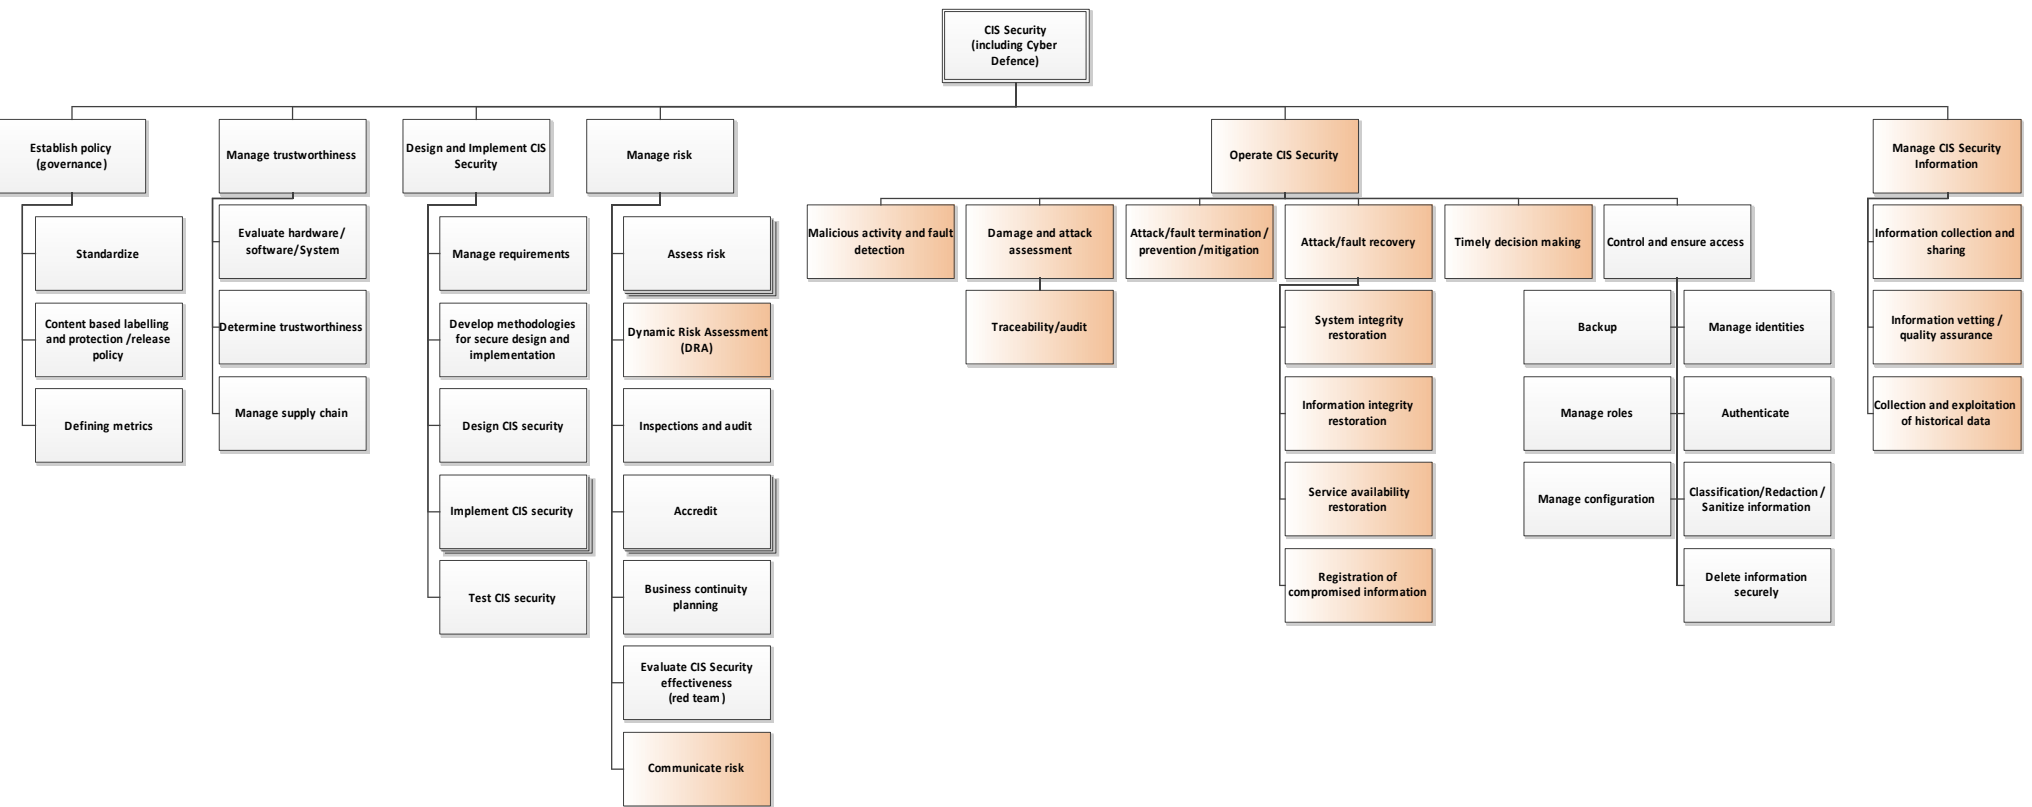 CIS Security
(including Cyber
Defence)
Establish policy
(governance)
Manage trustworthiness
Design and Implement CIS
Security
Manage risk
Operate CIS Security
Manage CIS Security
Information
Standardize
Content based labelling
and protection /release
policy
Defining metrics
Evaluate hardware/
software/System
Determine trustworthiness
Manage supply chain
Manage requirements
Develop methodologies
for secure design and
implementation
Design CIS security
Implement CIS security
Test CIS security
Assess risk
Dynamic Risk Assessment
(DRA)
Inspections and audit
Accredit
Business continuity
planning
Evaluate CIS Security
effectiveness
(red team)
Communicate risk
Malicious activity and fault
detection
Damage and attack
assessment
Traceability/audit
Attack/fault termination/
prevention/mitigation
Attack/fault recovery
System integrity
restoration
Information integrity
restoration
Service availability
restoration
Registration of
compromised information
Timely decision making
Control and ensure access
Backup
Manage identities
Manage roles
Authenticate
Manage configuration
Classification/Redaction/
Sanitize information
Delete information
securely
Information collection and
sharing
Information vetting /
quality assurance
Collection and exploitation
of historical data